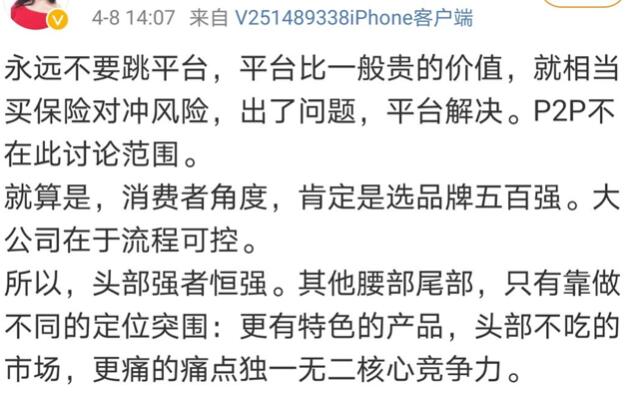 4-8 14:07 来自 V251489338iPhone客户端
永远不要跳平台，平台比一般贵的价值，就相当
买保险对冲风险，出了问题，平台解决。P2P不
在此讨论范围。
就算是，消费者角度，肯定是选品牌五百强。大
公司在于流程可控。
所以，头部强者恒强。其他腰部尾部，只有靠做
不同的定位突围：更有特色的产品，头部不吃的
市场，更痛的痛点独一无二核心竞争力。